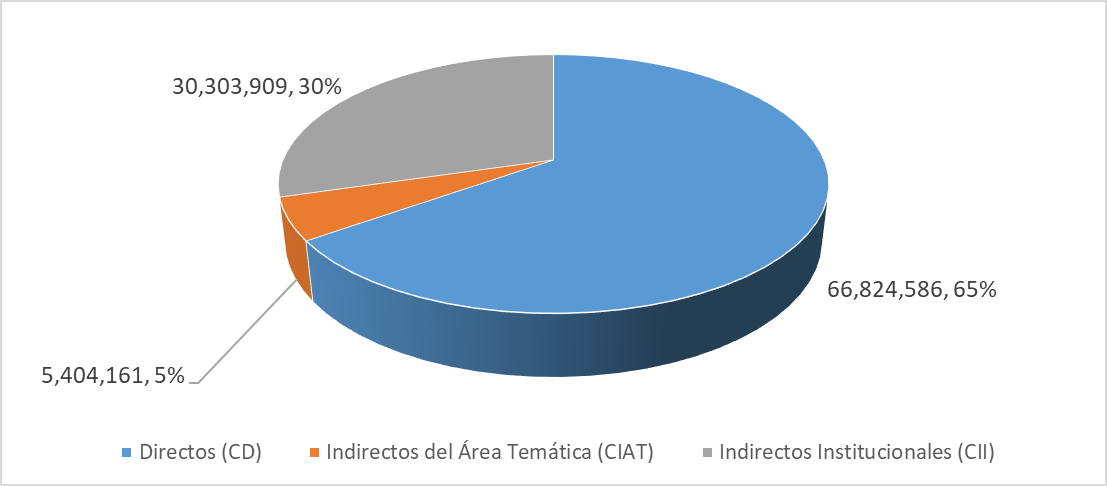 30,303,909, 30%
66,824,586, 65%
5,404,161, 5%
Directos (CD)
Indirectos del Área Temática (CIAT)
Indirectos Institucionales (CII)